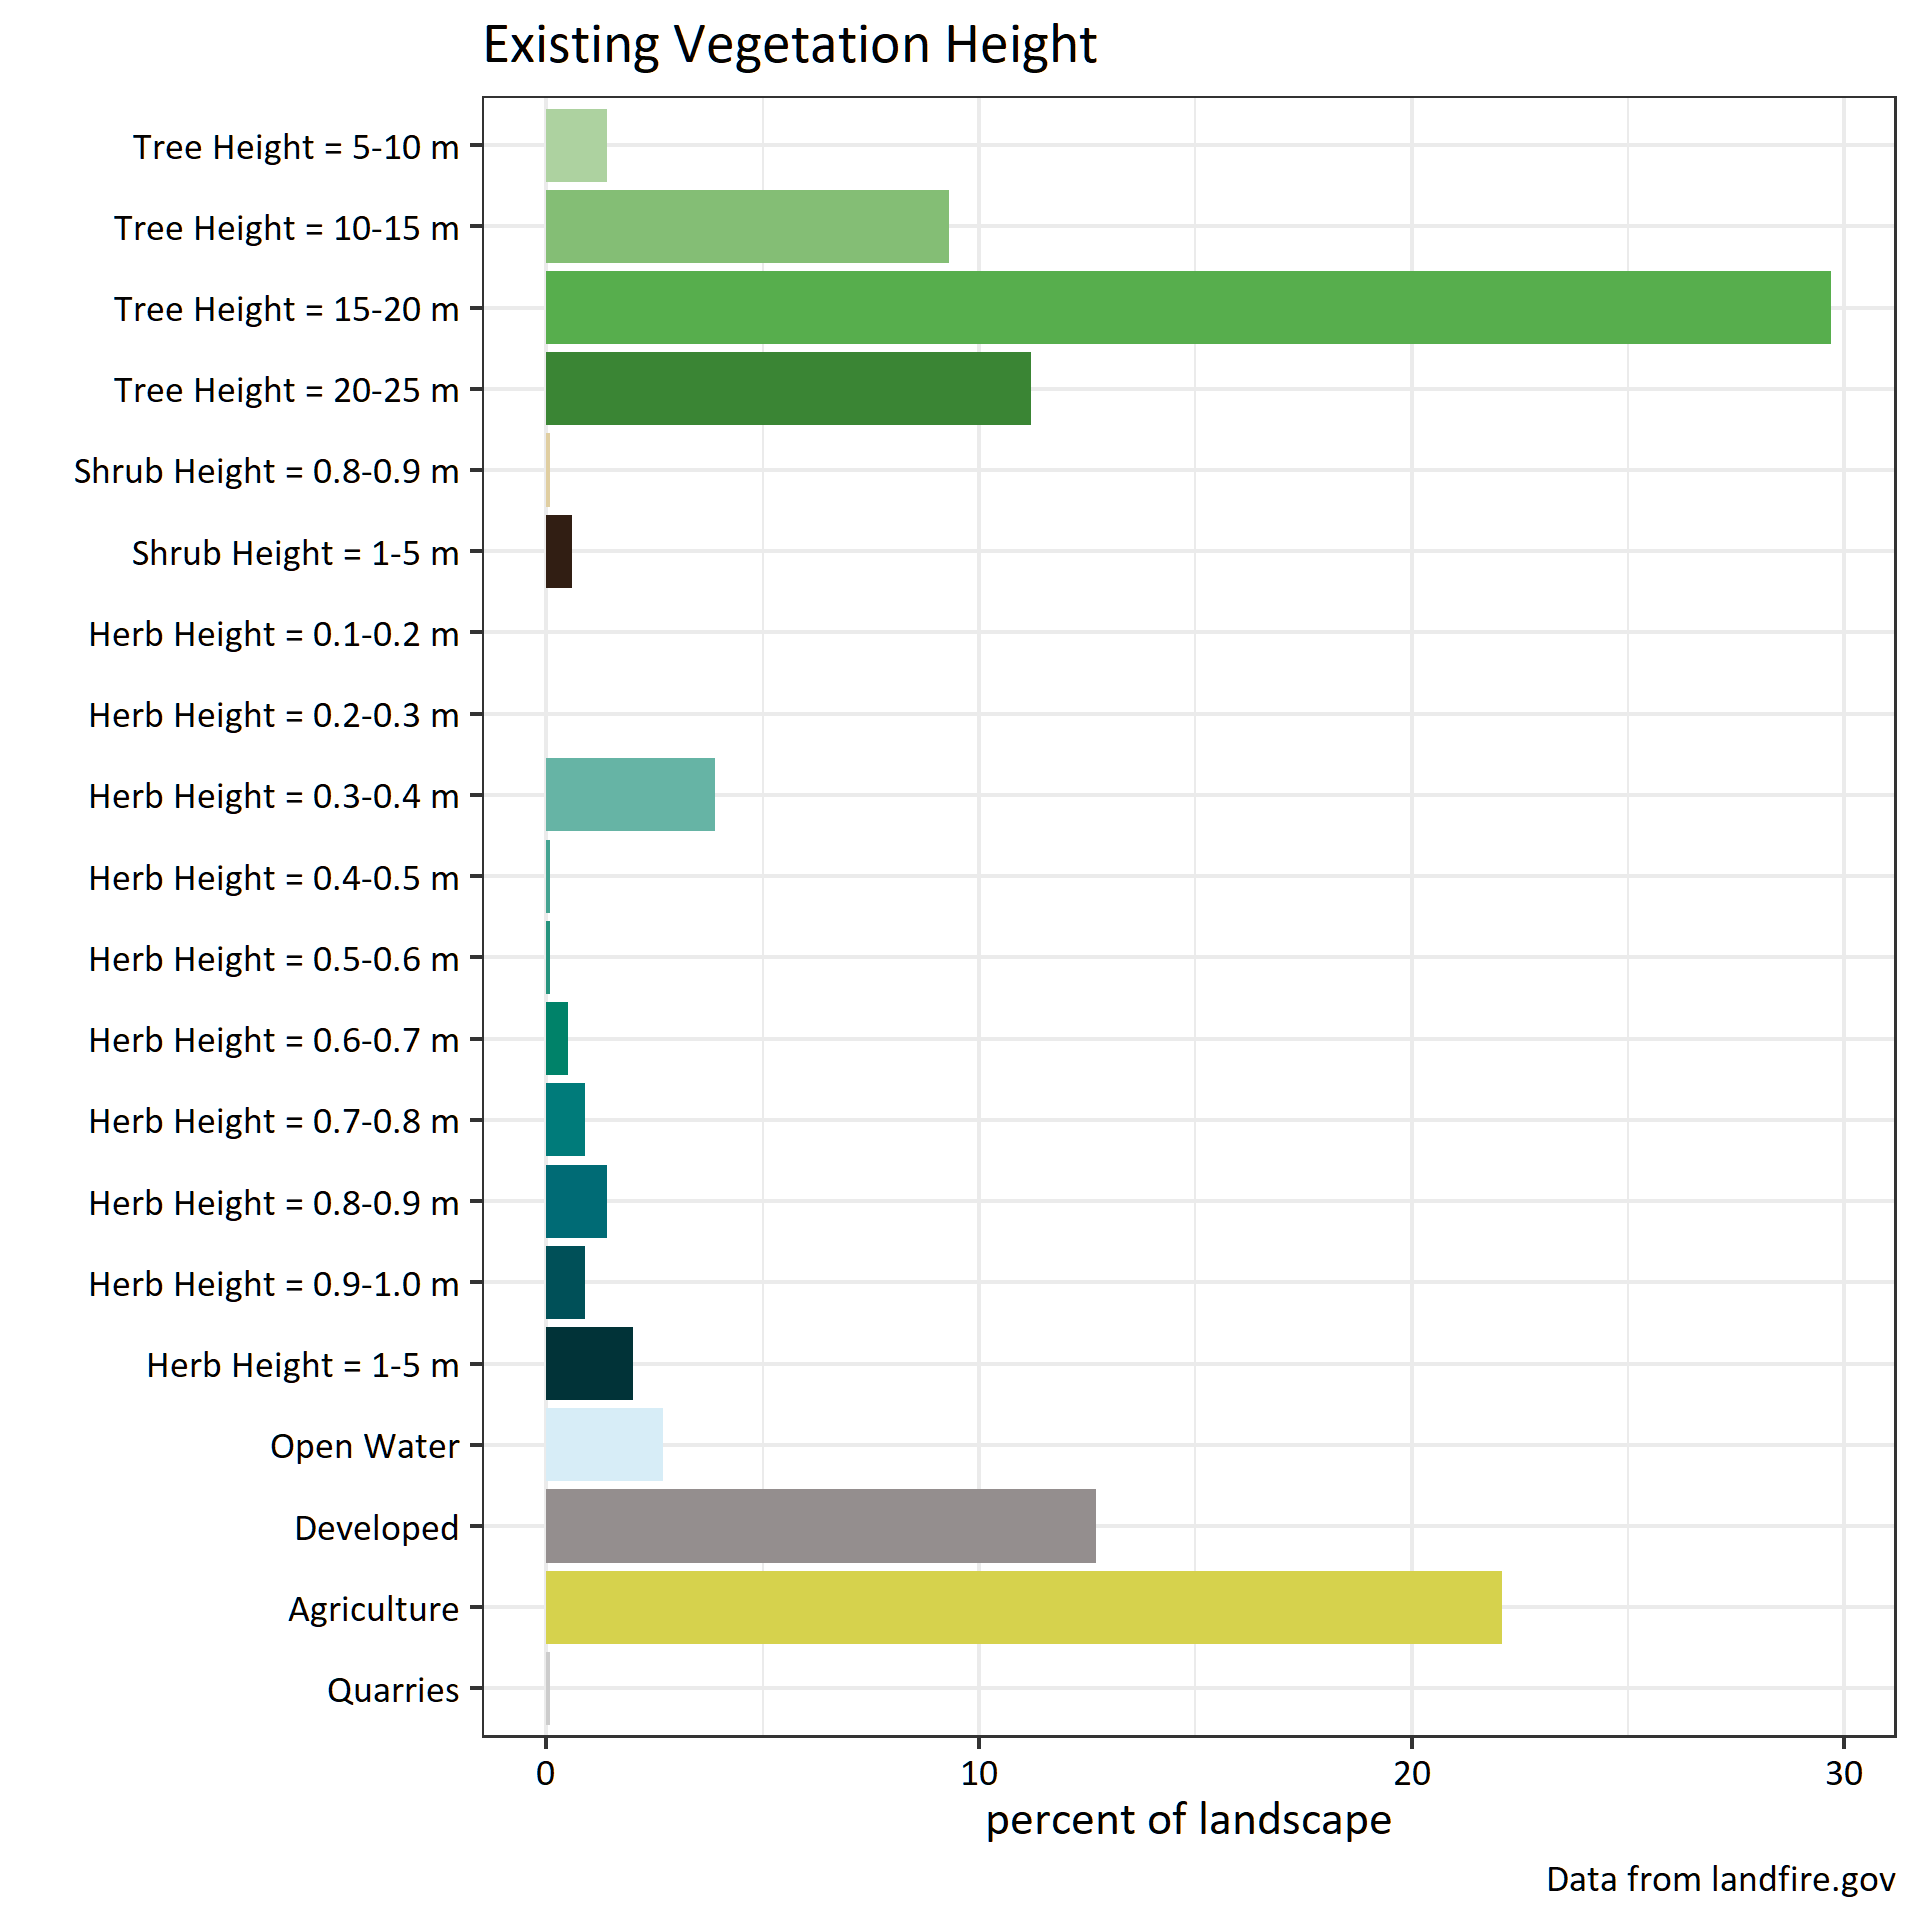 Existing Vegetation Height
Tree Height = 5-10 m
Tree Height = 10-15 m
Tree Height = 15-20 m
Tree Height = 20-25 m
Shrub Height = 0.8-0.9 m
Shrub Height = 1-5 m
Herb Height = 0.1-0.2 m
Herb Height = 0.2-0.3 m
Herb Height = 0.3-0.4 m
Herb Height = 0.4-0.5 m
Herb Height = 0.5-0.6 m
Herb Height = 0.6-0.7 m
Herb Height = 0.7-0.8 m
Herb Height = 0.8-0.9 m
Herb Height = 0.9-1.0 m
Herb Height = 1-5 m
Open Water
Developed
Agriculture
Quarries
0 10 20 30
percent of landscape
Data from landfire.gov